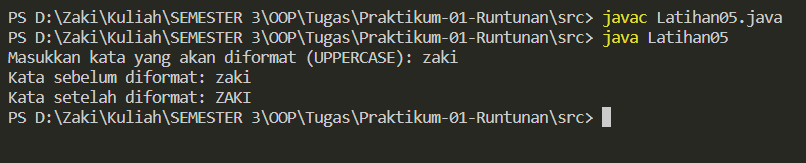 PS D:\Zaki\Kuliah\SEMESTER 3\OOP\Tugas\Praktikum-01-Runtunan\src> javac Latihan05.java
PS D:\Zaki\Kuliah\SEMESTER 3\OOP\Tugas\Praktikum-01-Runtunan\src> java Latihan05
Masukkan kata yang akan diformat (UPPERCASE): zaki
Kata sebelum diformat: zaki
Kata setelah diformat: ZAKI
PS D:\Zaki\Kuliah\SEMESTER 3\OOP\Tugas\Praktikum-01-Runtunan\src>